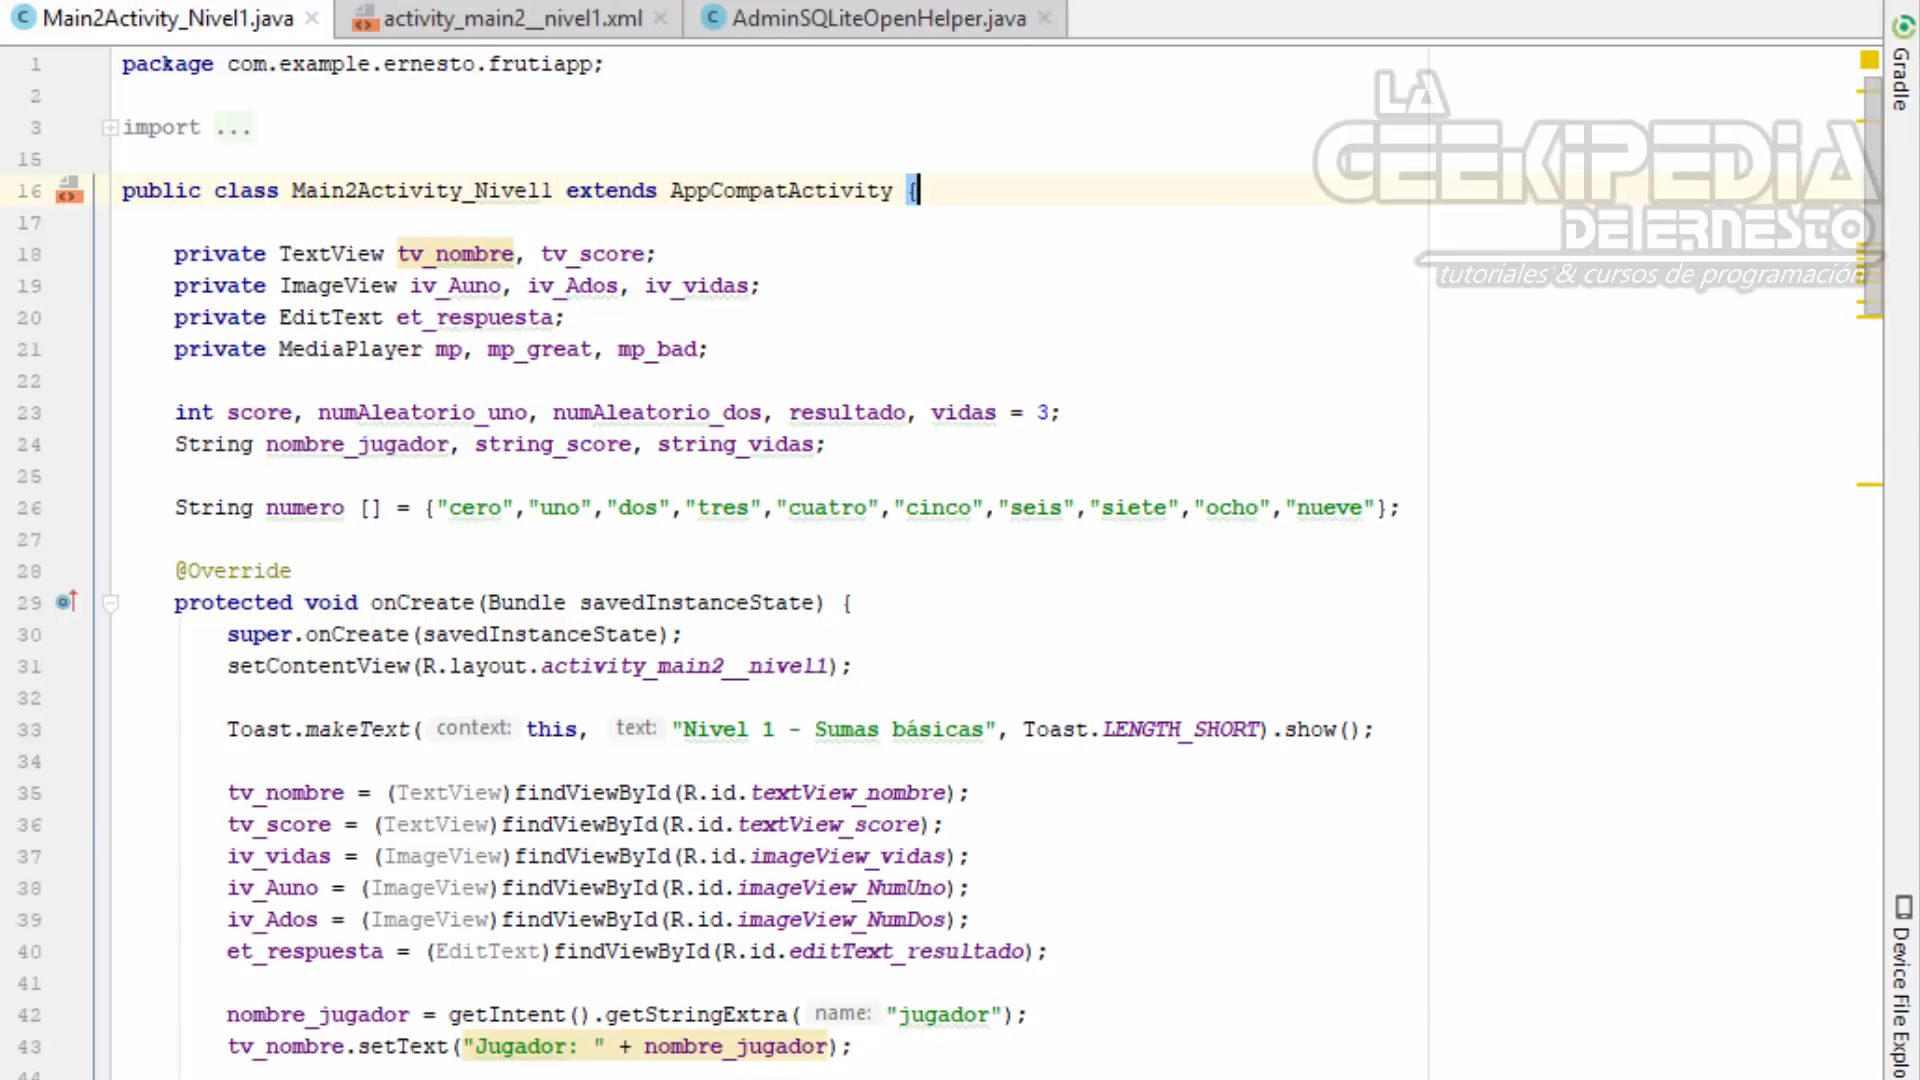 Main2Activity_Nivel1.java
activity_main2__nivel1.xml
AdminSQLiteOpenHelper.java
1 package com.example.ernesto.frutiapp;
2
3 import ...
15
16 public class Main2Activity_Nivel1 extends AppCompatActivity {
17
18 private TextView tv_nombre, tv_score;
19 private ImageView iv_Auno, iv_Ados, iv_vidas;
20 private EditText et_respuesta;
21 private MediaPlayer mp, mp_great, mp_bad;
22
23 int score, numAleatorio_uno, numAleatorio_dos, resultado, vidas = 3;
24 String nombre_jugador, string_score, string_vidas;
25
26 String numero [] = {"cero","uno","dos","tres","cuatro","cinco","seis","siete","ocho","nueve"};
27
28 @Override
29 protected void onCreate(Bundle savedInstanceState) {
30 super.onCreate(savedInstanceState);
31 setContentView(R.layout.activity_main2__nivel1);
32
33 Toast.makeText( context: this, text: "Nivel 1 - Sumas básicas", Toast.LENGTH_SHORT).show();
34
35 tv_nombre = (TextView)findViewById(R.id.textView_nombre);
36 tv_score = (TextView)findViewById(R.id.textView_score);
37 iv_vidas = (ImageView)findViewById(R.id.imageView_vidas);
38 iv_Auno = (ImageView)findViewById(R.id.imageView_NumUno);
39 iv_Ados = (ImageView)findViewById(R.id.imageView_NumDos);
40 et_respuesta = (EditText)findViewById(R.id.editText_resultado);
41
42 nombre_jugador = getIntent().getStringExtra( name: "jugador");
43 tv_nombre.setText("Jugador: " + nombre_jugador);
44
LA
GEEKIPEDIA
DE ERNESTO
tutoriales & cursos de programación
Gradle
Device File Explo